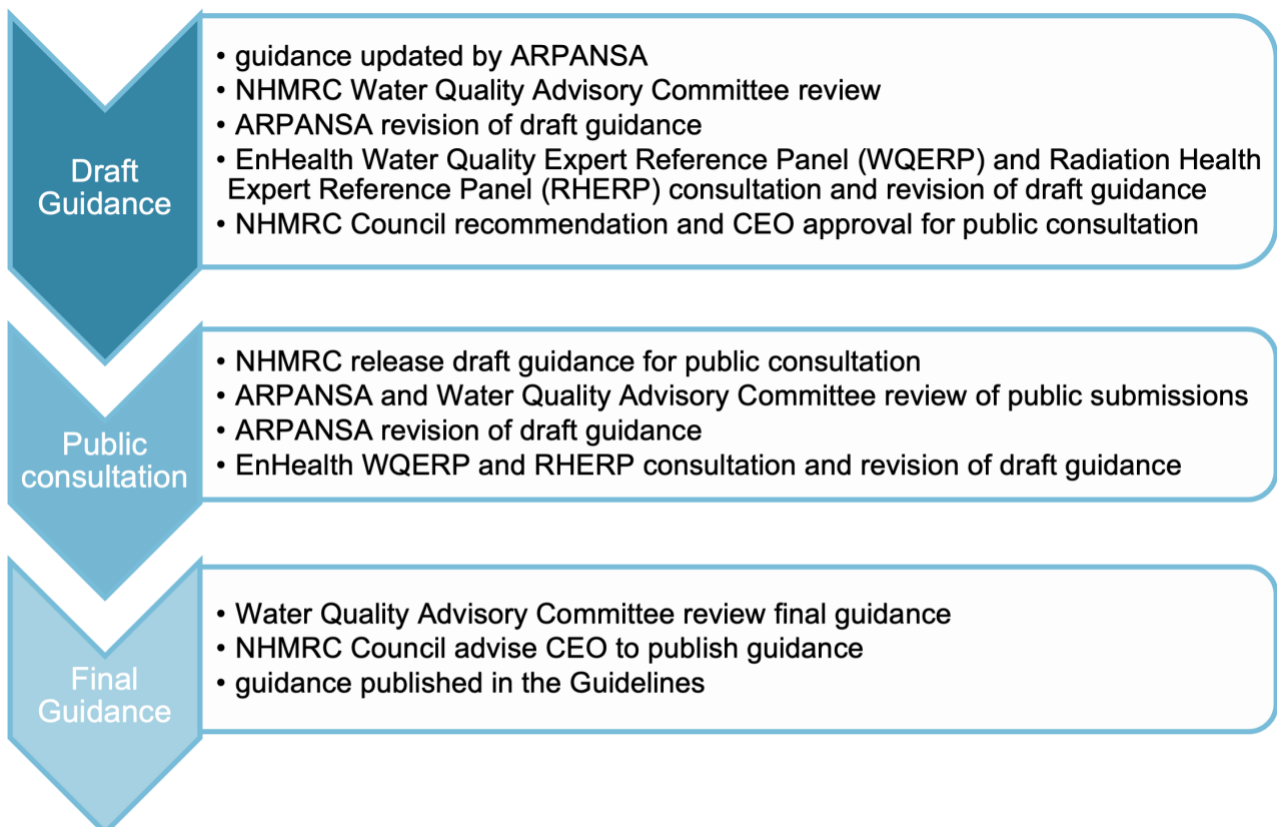 Draft
Guidance
• guidance updated by ARPANSA
• NHMRC Water Quality Advisory Committee review
• ARPANSA revision of draft guidance
• EnHealth Water Quality Expert Reference Panel (WQERP) and Radiation Health
Expert Reference Panel (RHERP) consultation and revision of draft guidance
• NHMRC Council recommendation and CEO approval for public consultation
Public
consultation
• NHMRC release draft guidance for public consultation
• ARPANSA and Water Quality Advisory Committee review of public submissions
• ARPANSA revision of draft guidance
• EnHealth WQERP and RHERP consultation and revision of draft guidance
Final
Guidance
• Water Quality Advisory Committee review final guidance
• NHMRC Council advise CEO to publish guidance
• guidance published in the Guidelines